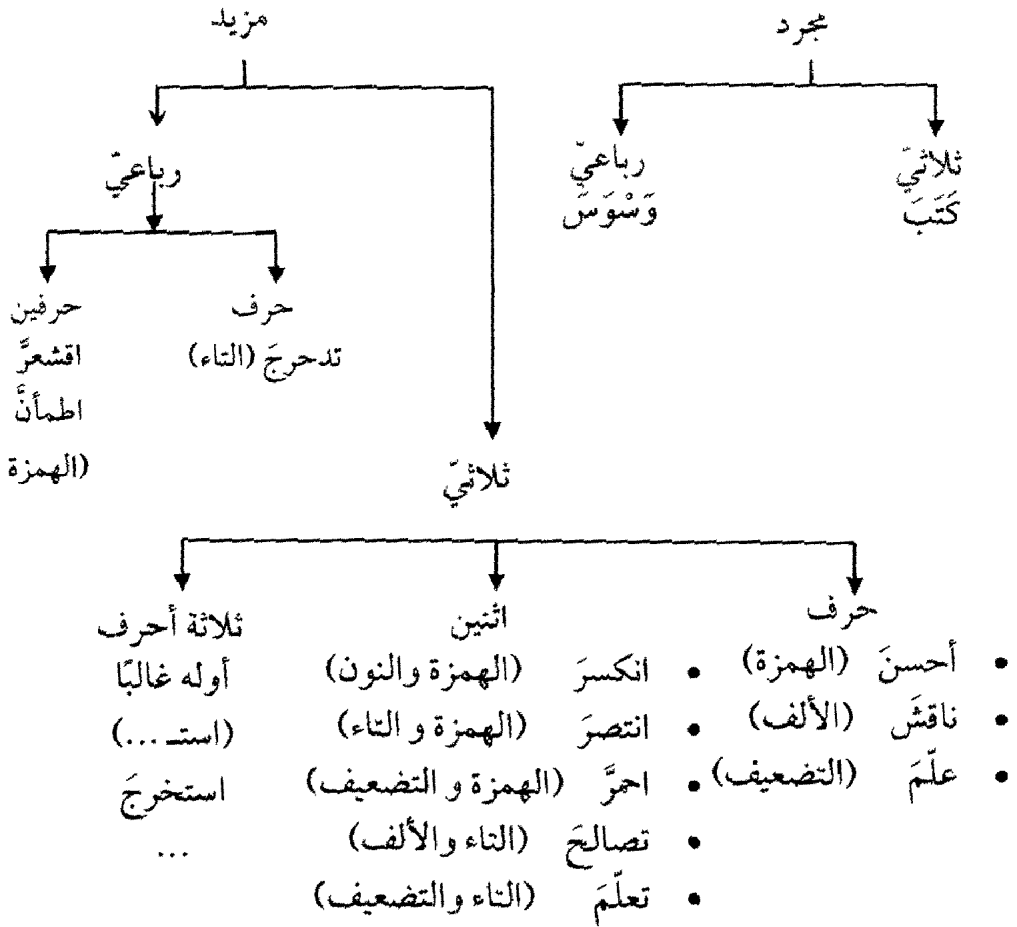 مجرد
مزيد
ثلاثيّ
كَتَبَ
رباعيّ
وَسْوَسَ
رباعيّ
حرف
تدحرجَ (التاء)
حرفين
اقشعرَّ
اطمأنَّ
(الهمزة
ثلاثيّ
حرف
• أحسنَ (الهمزة)
• ناقشَ (الألف)
• علّمَ (التضعيف)
اثنين
• انكسرَ (الهمزة والنون)
• انتصرَ (الهمزة و التاء)
• احمرَّ (الهمزة و التضعيف)
• تصالحَ (التاء والألف)
• تعلّمَ (التاء والتضعيف)
ثلاثة أحرف
أوله غالبًا
(استـ ...)
استخرجَ
...